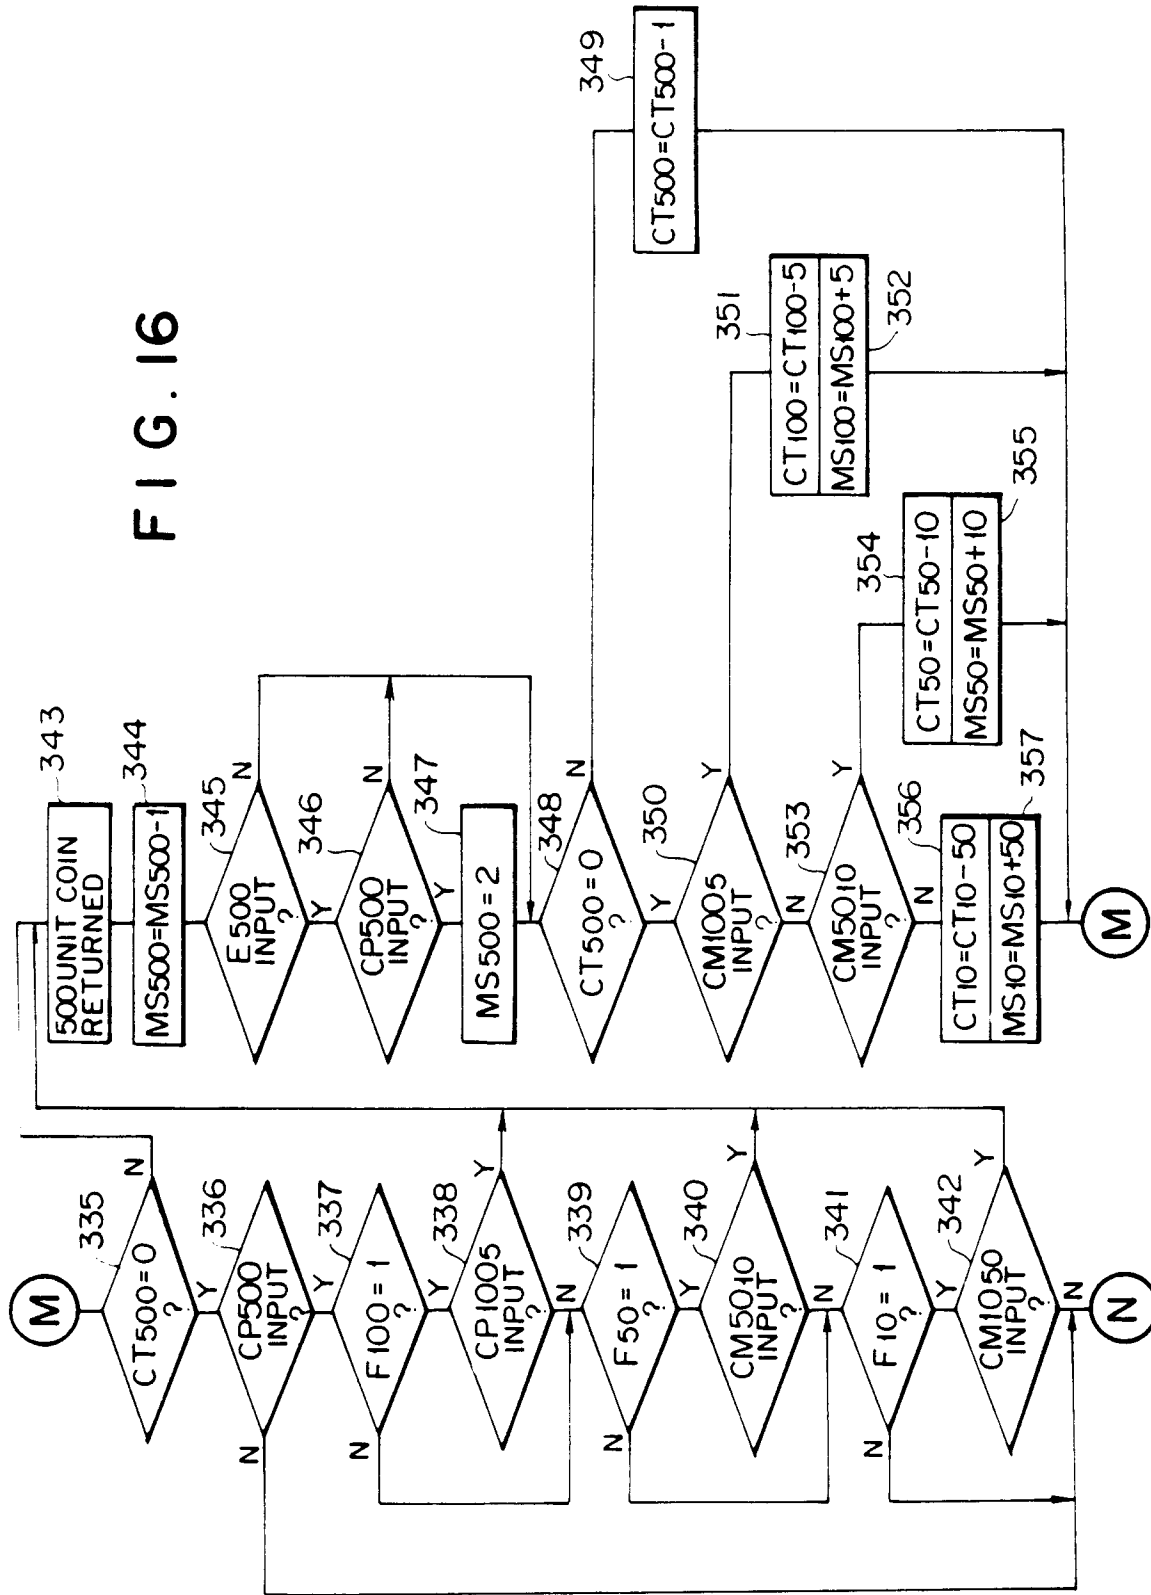 FIG. 16
M
335
CT500=0
?
N
Y
336
CP500
INPUT
?
N
Y
337
F100=1
?
N
Y
338
CP1005
INPUT
?
Y
N
339
F50=1
?
N
Y
340
CM5010
INPUT
?
Y
N
341
F10=1
?
N
Y
342
CM1050
INPUT
?
Y
N
N
343
500UNIT COIN
RETURNED
344
MS500=MS500-1
345
E500
INPUT
?
N
Y
346
CP500
INPUT
?
N
Y
347
MS500=2
348
CT500=0
?
N
Y
349
CT500=CT500-1
350
CM1005
INPUT
?
Y
N
351
CT100=CT100-5
MS100=MS100+5
352
353
CM5010
INPUT
?
Y
N
354
CT50=CT50-10
MS50=MS50+10
355
356
CT10=CT10-50
MS10=MS10+50
357
M